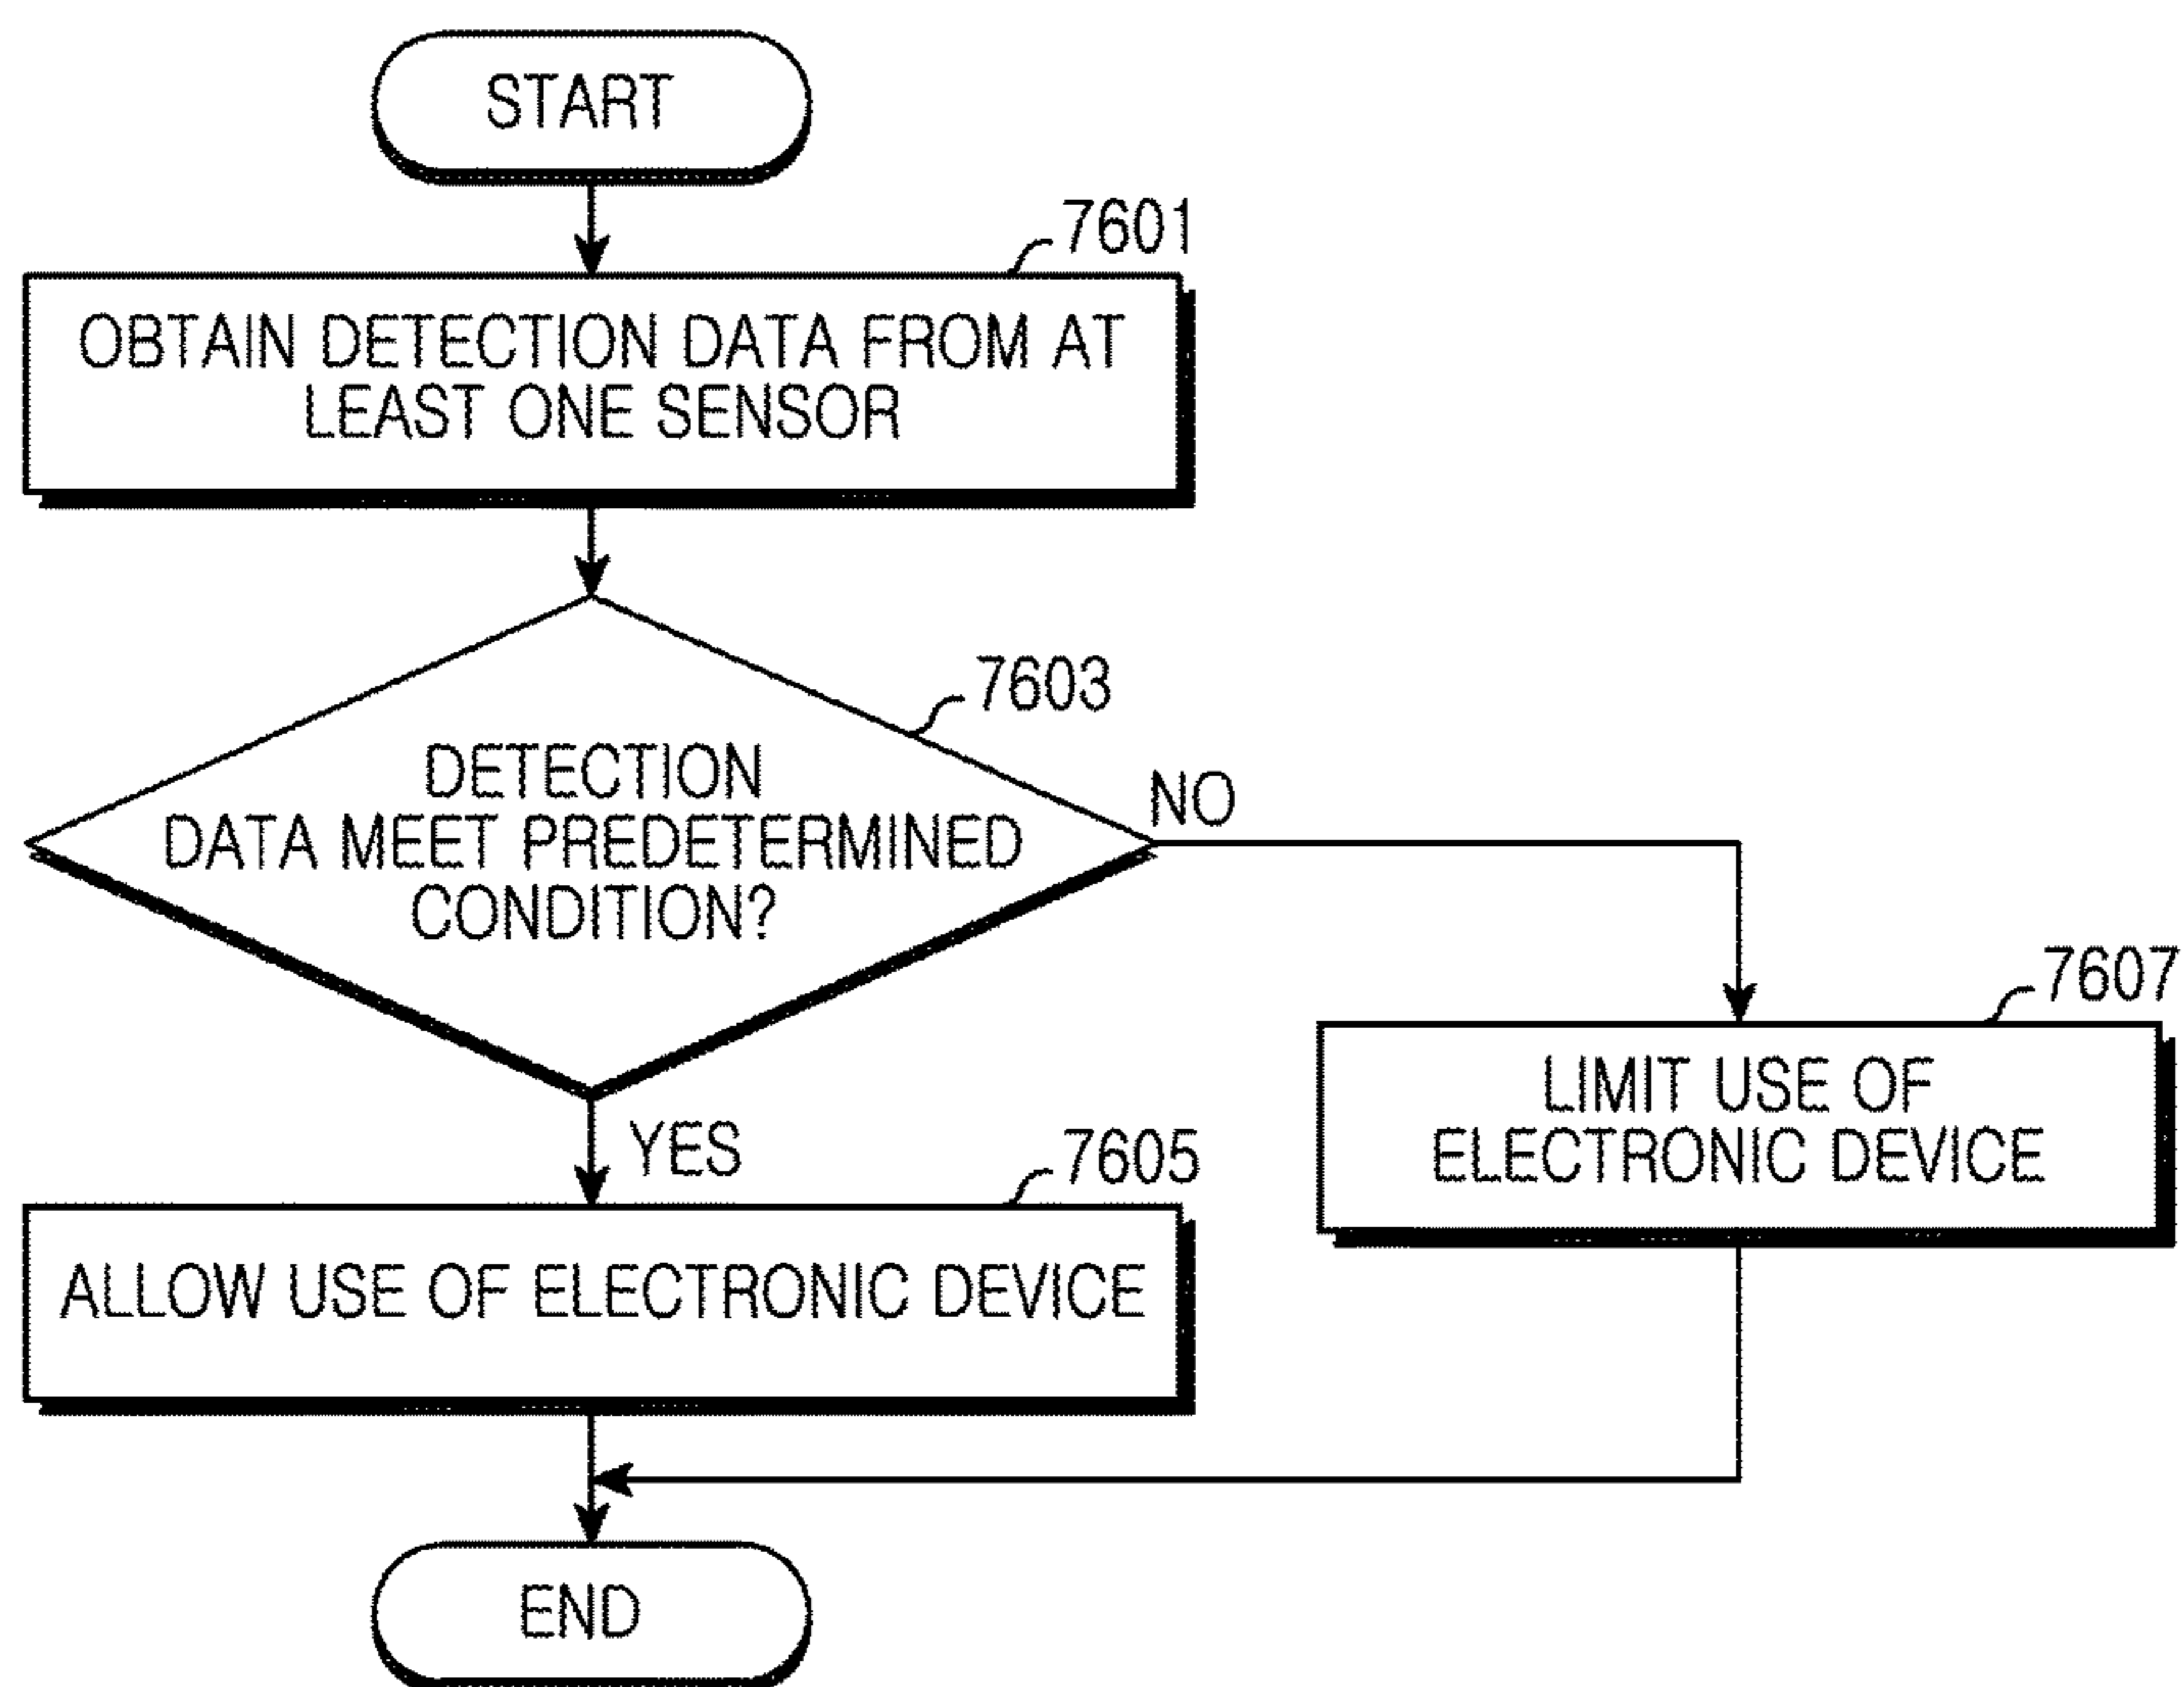 START
7601
OBTAIN DETECTION DATA FROM AT
LEAST ONE SENSOR
7603
DETECTION
DATA MEET PREDETERMINED
CONDITION?
NO
YES
7605
ALLOW USE OF ELECTRONIC DEVICE
7607
LIMIT USE OF
ELECTRONIC DEVICE
END